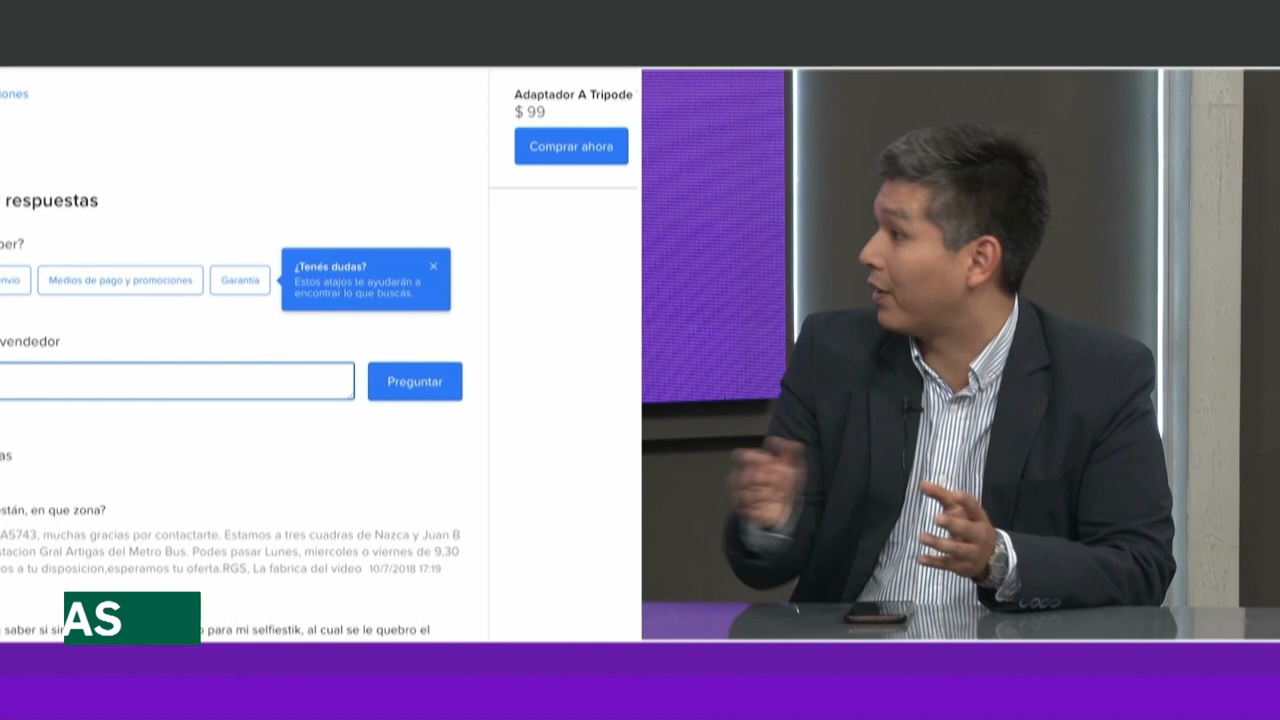 iones
Adaptador A Tripode
$ 99
Comprar ahora
respuestas
ber?
nvío
Medios de pago y promociones
Garantía
¿Tenés dudas?
Estos atajos te ayudarán a
encontrar lo que buscás.
vendedor
Preguntar
as
están, en que zona?
A5743, muchas gracias por contactarte. Estamos a tres cuadras de Nazca y Juan B
stacion Gral Artigas del Metro Bus. Podes pasar Lunes, miercoles o viernes de 9,30
os a tu disposicion,esperamos tu oferta.RGS, La fabrica del video 10/7/2018 17:19
saber si sir
para mi selfiestik, al cual se le quebro el
AS